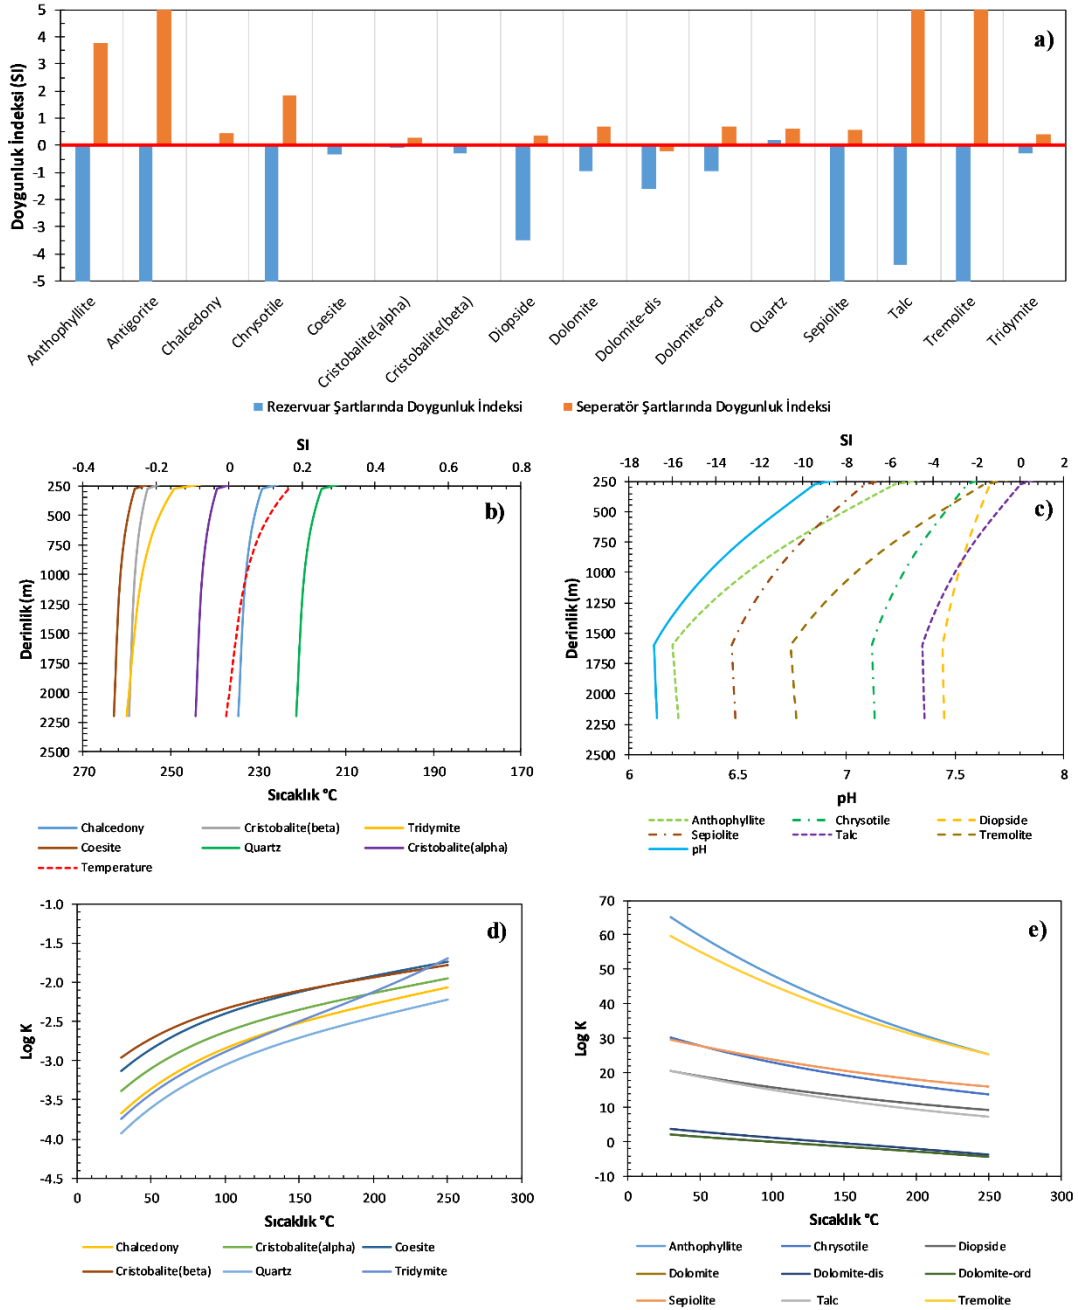 a)
Doygunluk İndeksi (SI)
5
4
3
2
1
0
-1
-2
-3
-4
-5
Anthophyllite
Antigorite
Chalcedony
Chrysotile
Coesite
Cristobalite(alpha)
Cristobalite(beta)
Diopside
Dolomite
Dolomite-dis
Dolomite-ord
Quartz
Sepiolite
Talc
Tremolite
Tridymite
Rezervuar Şartlarında Doygunluk İndeksi
Seperatör Şartlarında Doygunluk İndeksi
SI
-0.4 -0.2 0 0.2 0.4 0.6 0.8
b)
Derinlik (m)
250
500
750
1000
1250
1500
1750
2000
2250
2500
270 250 230 210 190 170
Sıcaklık °C
Chalcedony Cristobalite(beta) Tridymite
Coesite Quartz Cristobalite(alpha)
Temperature
SI
-18 -16 -14 -12 -10 -8 -6 -4 -2 0 2
c)
Derinlik (m)
250
500
750
1000
1250
1500
1750
2000
2250
2500
6 6.5 7 7.5 8
pH
Anthophyllite Chrysotile Diopside
Sepiolite Talc Tremolite
pH
d)
Log K
-1.0
-1.5
-2.0
-2.5
-3.0
-3.5
-4.0
-4.5
0 50 100 150 200 250 300
Sıcaklık °C
Chalcedony Cristobalite(alpha) Coesite
Cristobalite(beta) Quartz Tridymite
e)
Log K
70
60
50
40
30
20
10
0
-10
0 50 100 150 200 250 300
Sıcaklık °C
Anthophyllite Chrysotile Diopside
Dolomite Dolomite-dis Dolomite-ord
Sepiolite Talc Tremolite